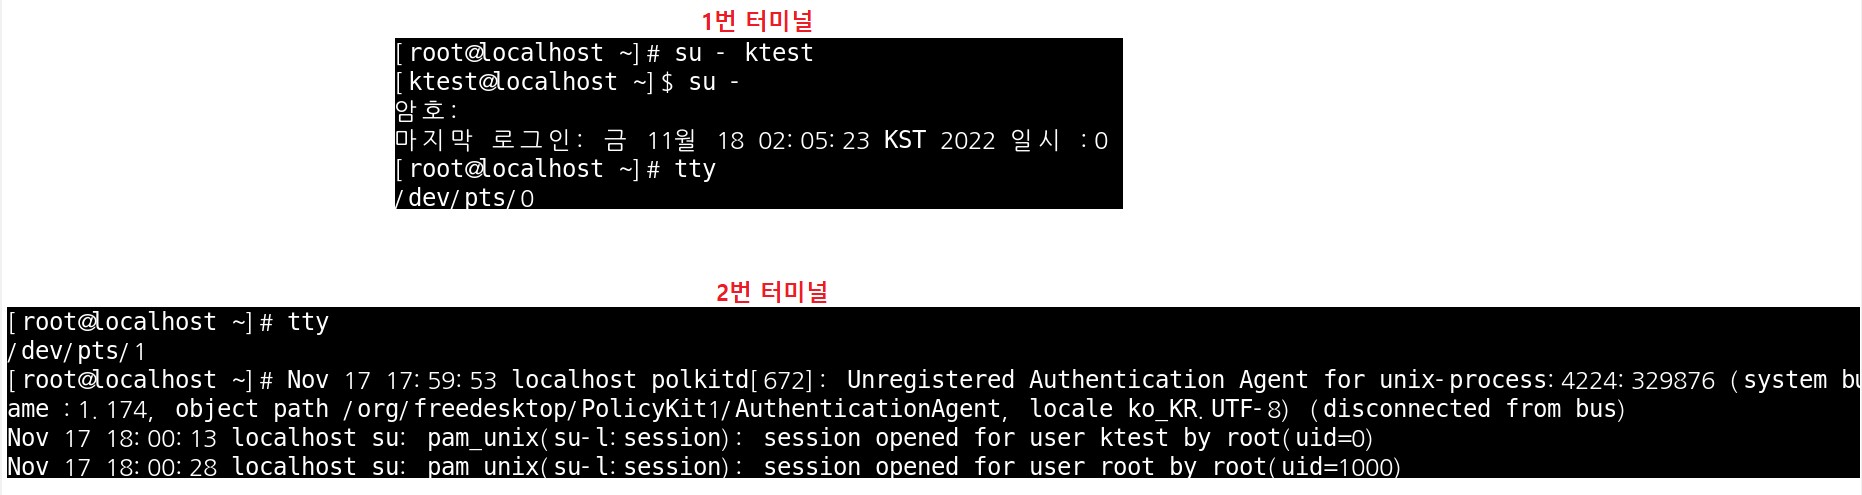 1번 터미널
[root@localhost ~]# su - ktest
[ktest@localhost ~]$ su -
암호:
마지막 로그인: 금 11월 18 02:05:23 KST 2022 일시 :0
[root@localhost ~]# tty
/dev/pts/0
2번 터미널
[root@localhost ~]# tty
/dev/pts/1
[root@localhost ~]# Nov 17 17:59:53 localhost polkitd[672]: Unregistered Authentication Agent for unix-process:4224:329876 (system bu
ame :1.174, object path /org/freedesktop/PolicyKit1/AuthenticationAgent, locale ko_KR.UTF-8) (disconnected from bus)
Nov 17 18:00:13 localhost su: pam_unix(su-l:session): session opened for user ktest by root(uid=0)
Nov 17 18:00:28 localhost su: pam_unix(su-l:session): session opened for user root by root(uid=1000)